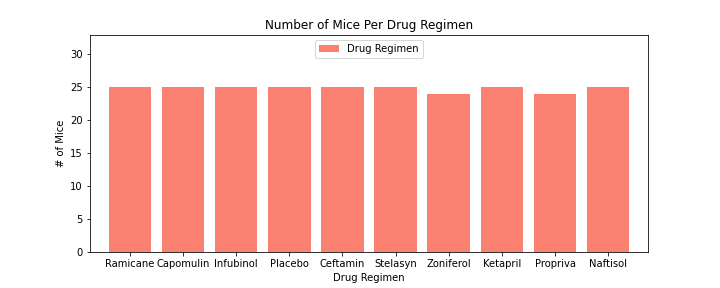 Number of Mice Per Drug Regimen
Drug Regimen
30
25
20
15
10
5
0
# of Mice
Ramicane Capomulin Infubinol Placebo Ceftamin Stelasyn Zoniferol Ketapril Propriva Naftisol
Drug Regimen